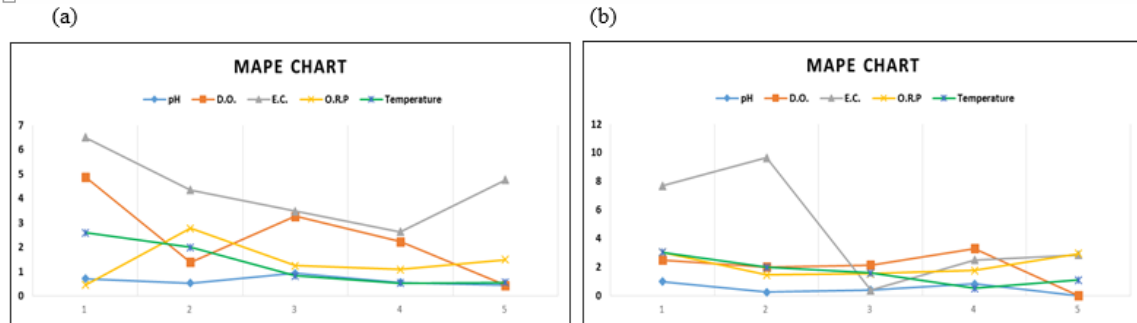 (a)
MAPE CHART
pH D.O. E.C. O.R.P Temperature
7
6
5
4
3
2
1
0
1 2 3 4 5
(b)
MAPE CHART
pH D.O. E.C. O.R.P Temperature
12
10
8
6
4
2
0
1 2 3 4 5